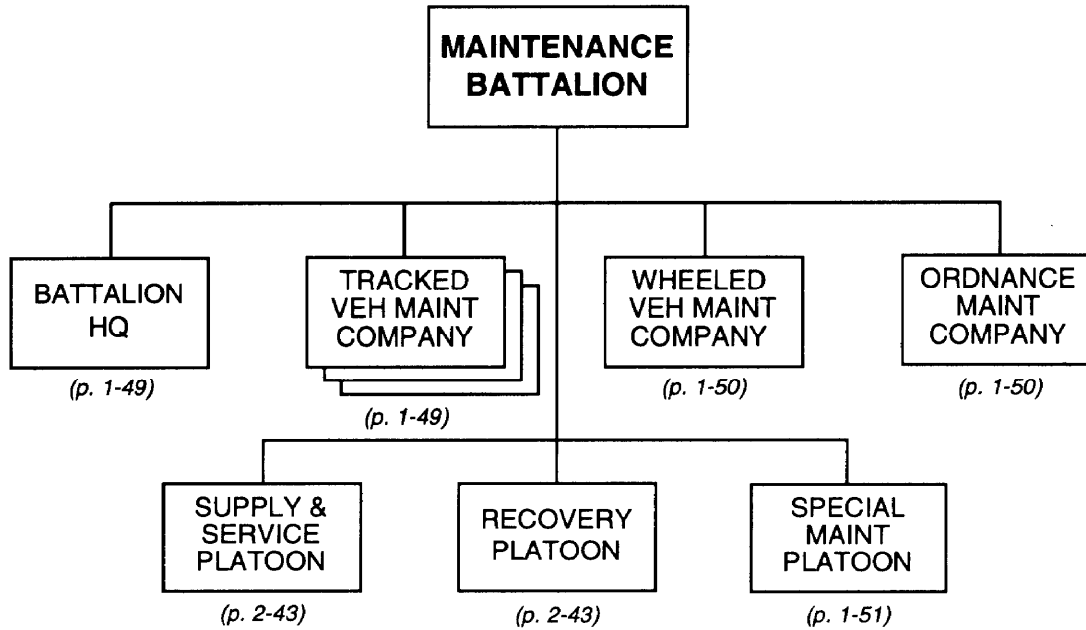 MAINTENANCE
BATTALION
BATTALION
HQ
(p. 1-49)
TRACKED
VEH MAINT
COMPANY
(p. 1-49)
WHEELED
VEH MAINT
COMPANY
(p. 1-50)
ORDNANCE
MAINT
COMPANY
(p. 1-50)
SUPPLY &
SERVICE
PLATOON
(p. 2-43)
RECOVERY
PLATOON
(p. 2-43)
SPECIAL
MAINT
PLATOON
(p. 1-51)